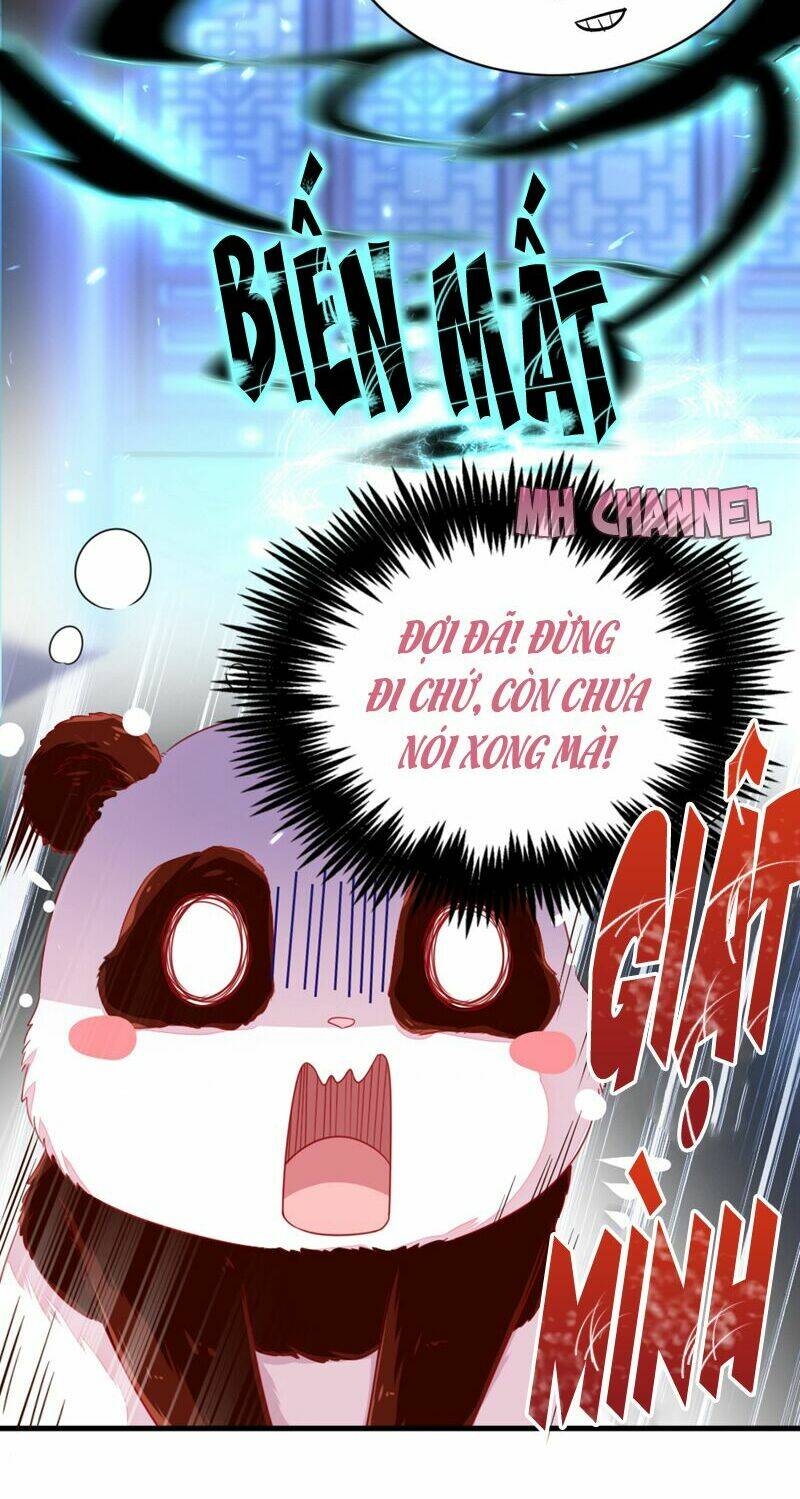 BIẾN MẤT
MH CHANNEL
ĐỢI ĐÃ! ĐỪNG
ĐI CHỨ, CÒN CHƯA
NÓI XONG MÀ!
GIẬT
MÌNH